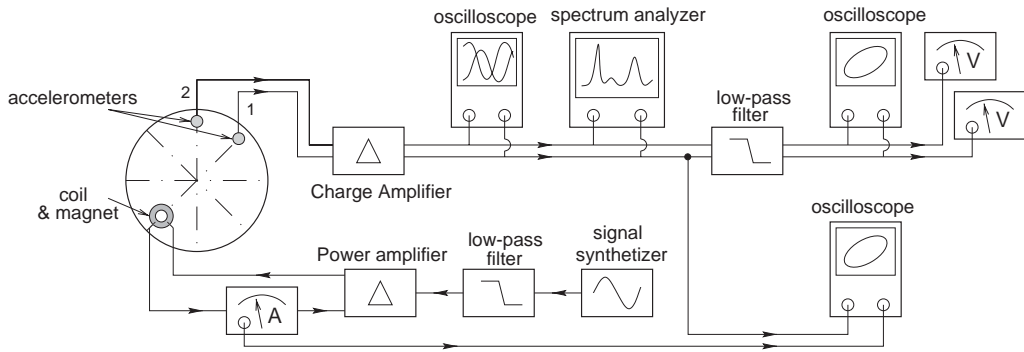 oscilloscope
spectrum analyzer
oscilloscope
V
2
accelerometers
1
low-pass
filter
V
Charge Amplifier
coil
& magnet
oscilloscope
Power amplifier
low-pass
filter
signal
synthetizer
A